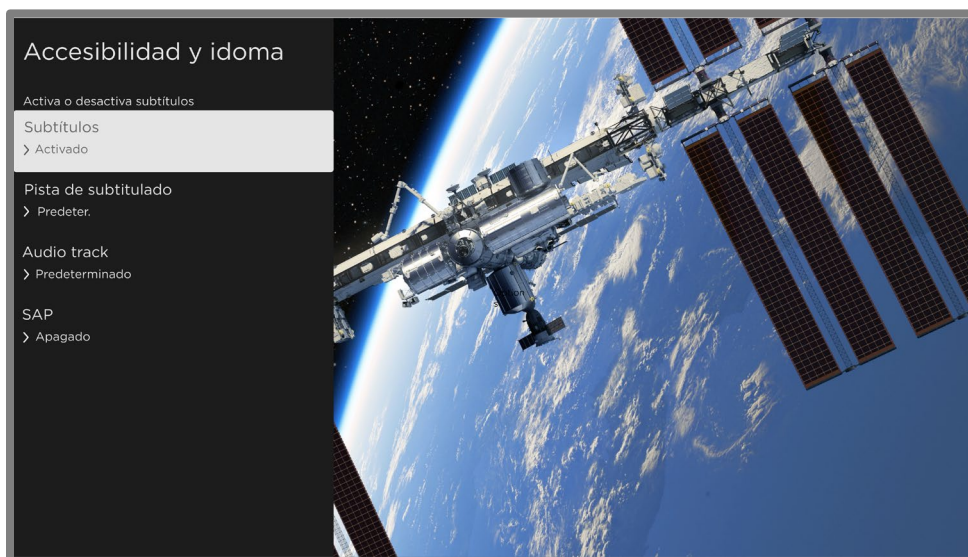 Accesibilidad y idoma
Activa o desactiva subtítulos
Subtítulos
Activado
Pista de subtitulado
Predeter.
Audio track
Predeterminado
SAP
Apagado